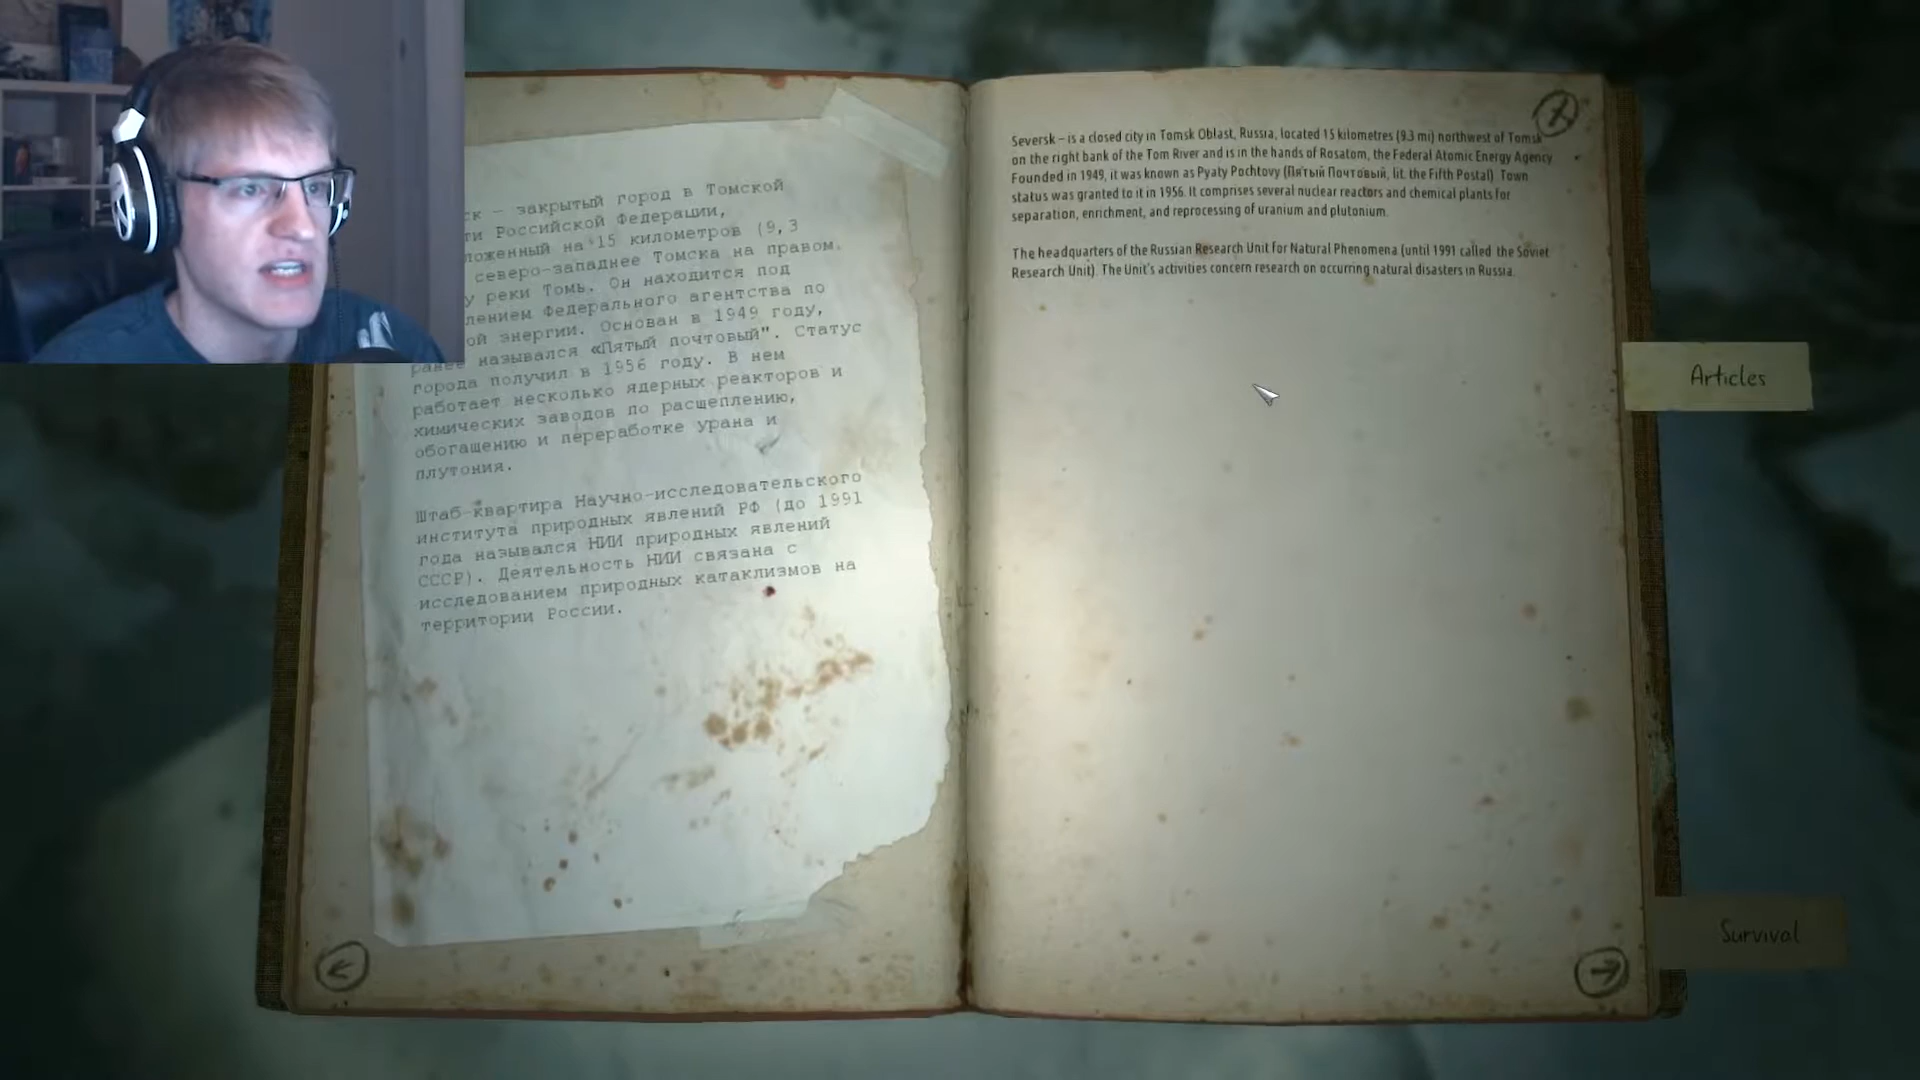 ск – закрытый город в Томской
ти Российской Федерации,
ложенный на 15 километров (9,3
северо-западнее Томска на правом
у реки Томь. Он находится под
лением Федерального агентства по
ой энергии. Основан в 1949 году,
ранее назывался «Пятый почтовый". Статус
города получил в 1956 году. В нем
работает несколько ядерных реакторов и
химических заводов по расщеплению,
обогащению и переработке урана и
плутония.
Штаб-квартира Научно-исследовательского
института природных явлений РФ (до 1991
года назывался НИИ природных явлений
СССР). Деятельность НИИ связана с
исследованием природных катаклизмов на
территории России.
Seversk – is a closed city in Tomsk Oblast, Russia, located 15 kilometres (9.3 mi) northwest of Tomsk
on the right bank of the Tom River and is in the hands of Rosatom, the Federal Atomic Energy Agency.
Founded in 1949, it was known as Pyaty Pochtovy (Пятый Почтовый, lit. the Fifth Postal). Town
status was granted to it in 1956. It comprises several nuclear reactors and chemical plants for
separation, enrichment, and reprocessing of uranium and plutonium.
The headquarters of the Russian Research Unit for Natural Phenomena (until 1991 called the Soviet
Research Unit). The Unit's activities concern research on occurring natural disasters in Russia.
Articles
Survival